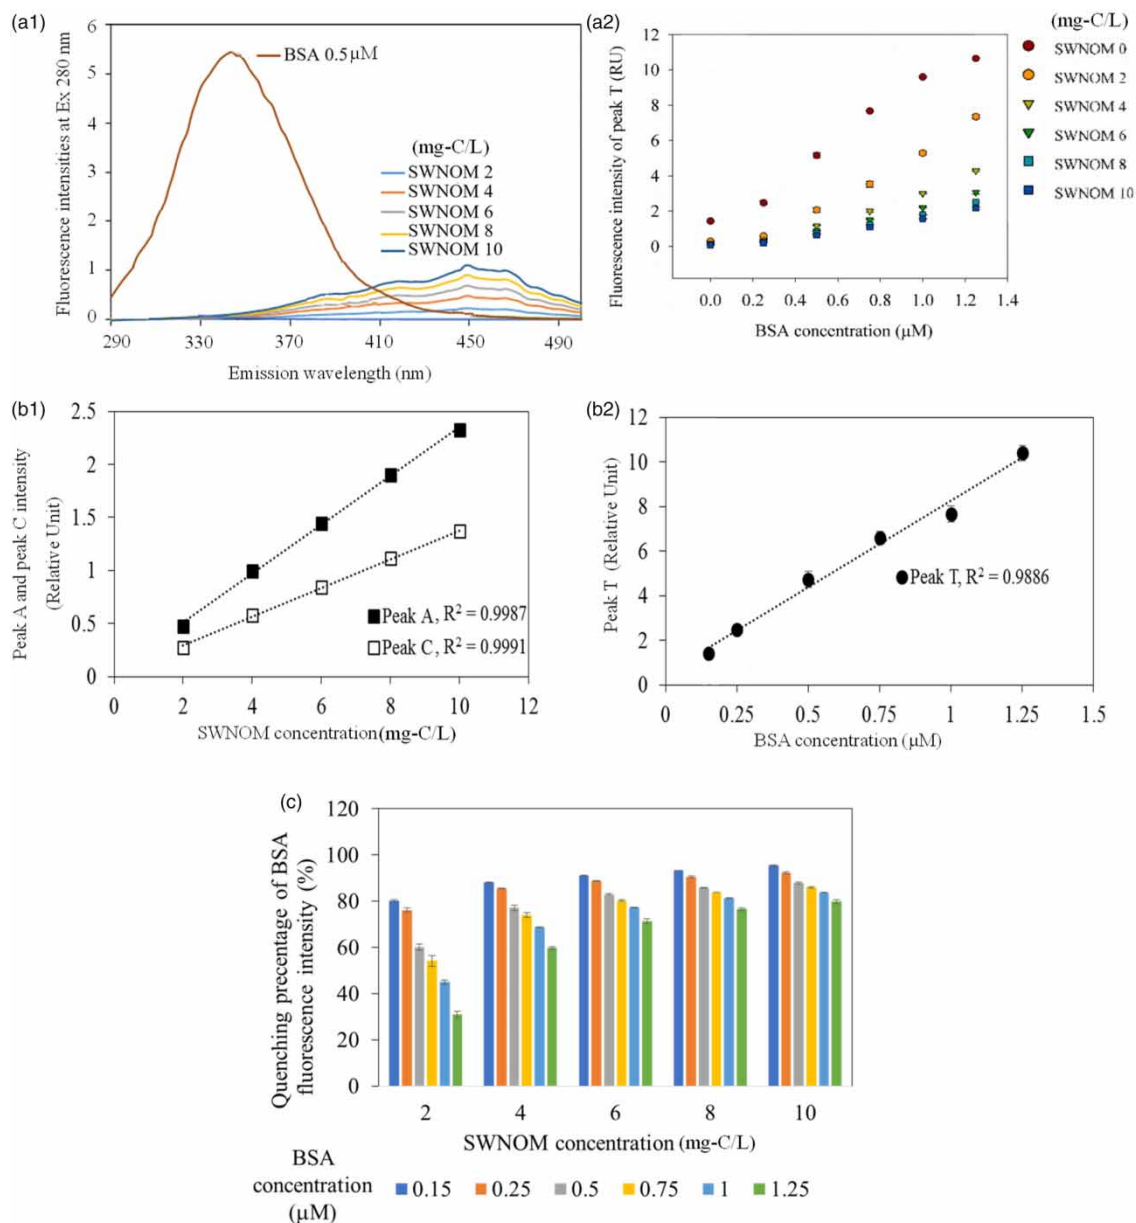 (a1)
Fluorescence intensities at Ex 280 nm
6
5
4
3
2
1
0
BSA 0.5 μM
(mg-C/L)
SWNOM 2
SWNOM 4
SWNOM 6
SWNOM 8
SWNOM 10
290 330 370 410 450 490
Emission wavelength (nm)
(a2)
Fluorescence intensity of peak T (RU)
12
10
8
6
4
2
0
0.0 0.2 0.4 0.6 0.8 1.0 1.2 1.4
BSA concentration (μM)
(mg-C/L)
SWNOM 0
SWNOM 2
SWNOM 4
SWNOM 6
SWNOM 8
SWNOM 10
(b1)
Peak A and peak C intensity
(Relative Unit)
2.5
2
1.5
1
0.5
0
Peak A, R² = 0.9987
Peak C, R² = 0.9991
0 2 4 6 8 10 12
SWNOM concentration (mg-C/L)
(b2)
Peak T (Relative Unit)
12
10
8
6
4
2
0
Peak T, R² = 0.9886
0 0.25 0.5 0.75 1 1.25 1.5
BSA concentration (μM)
(c)
Quenching precentage of BSA
fluorescence intensity (%)
120
100
80
60
40
20
0
2 4 6 8 10
SWNOM concentration (mg-C/L)
BSA
concentration
(μM)
0.15 0.25 0.5 0.75 1 1.25